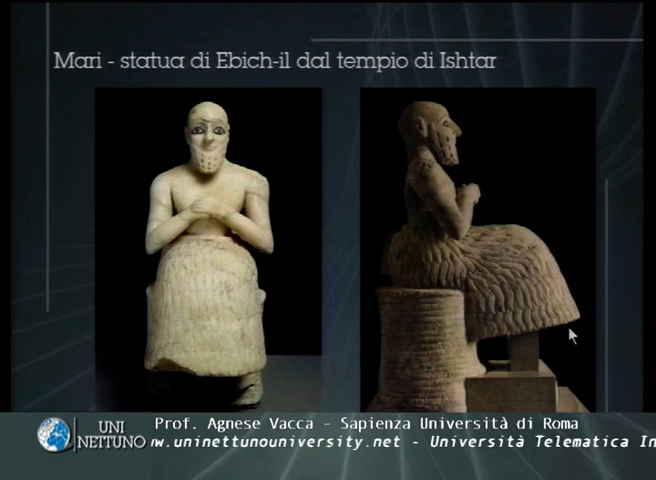 Mari - statua di Ebich-il dal tempio di Ishtar
UNI
NETTUNO
Prof. Agnese Vacca - Sapienza Università di Roma
w.uninettunouniversity.net - Università Telematica In